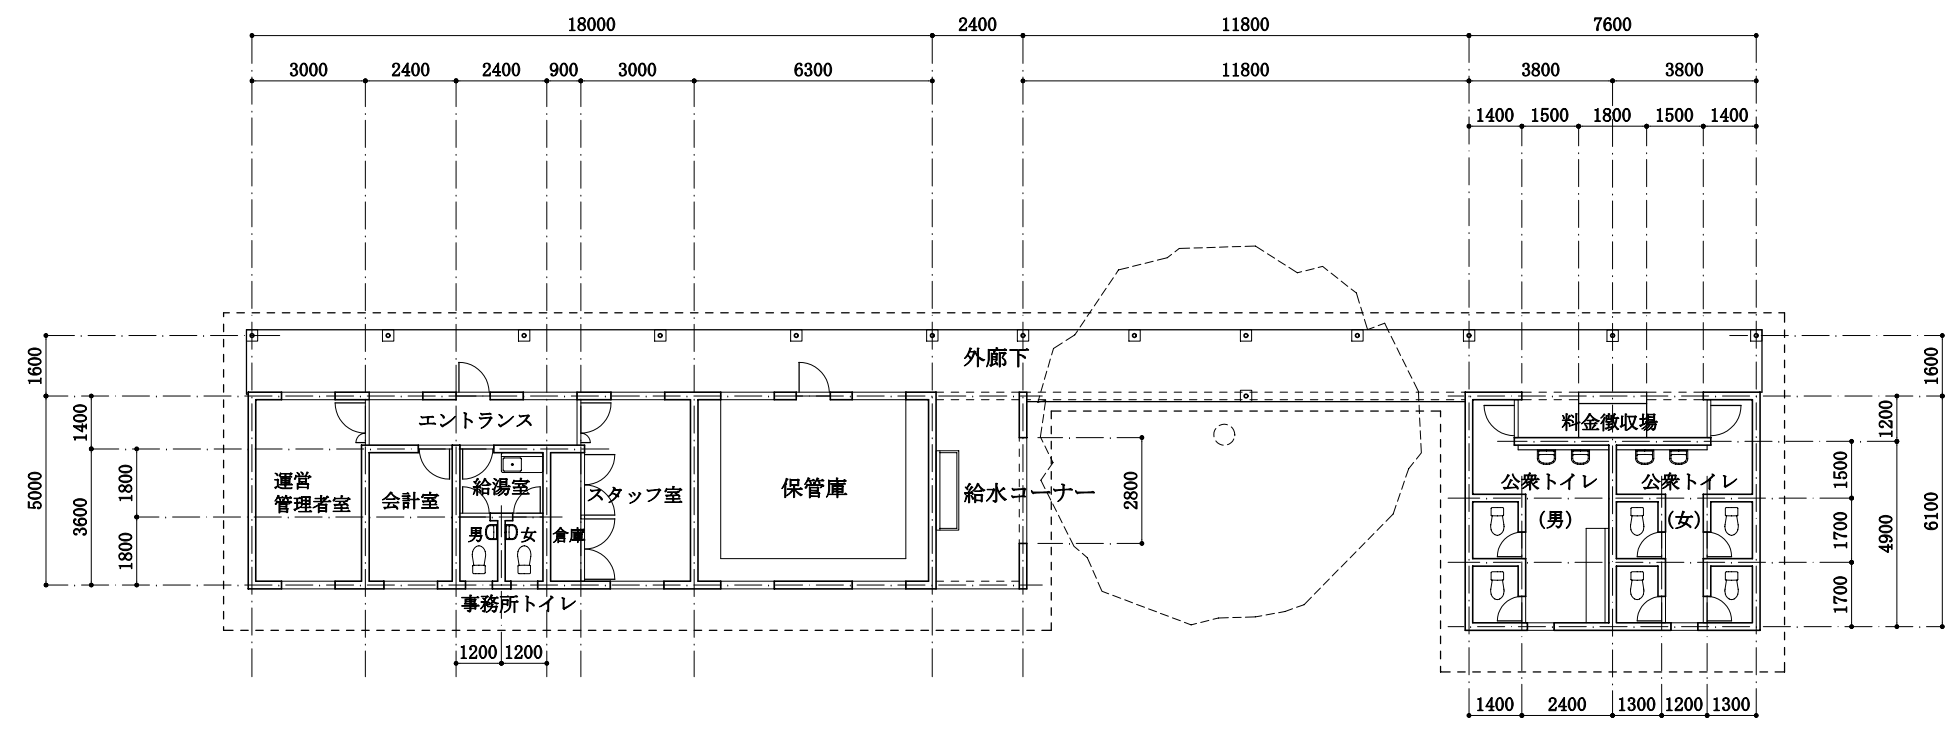 18000
2400
11800
7600
3000
2400
2400
900
3000
6300
11800
3800
3800
1400
1500
1800
1500
1400
外廊下
1600
1600
エントランス
料金徴収場
1400
1200
5000
3600
1800
1800
運営
管理者室
会計室
給湯室
スタッフ室
保管庫
給水コーナー
2800
公衆トイレ
(男)
公衆トイレ
(女)
1500
1700
1700
4900
6100
男
女
倉庫
事務所トイレ
1200
1200
1400
2400
1300
1200
1300